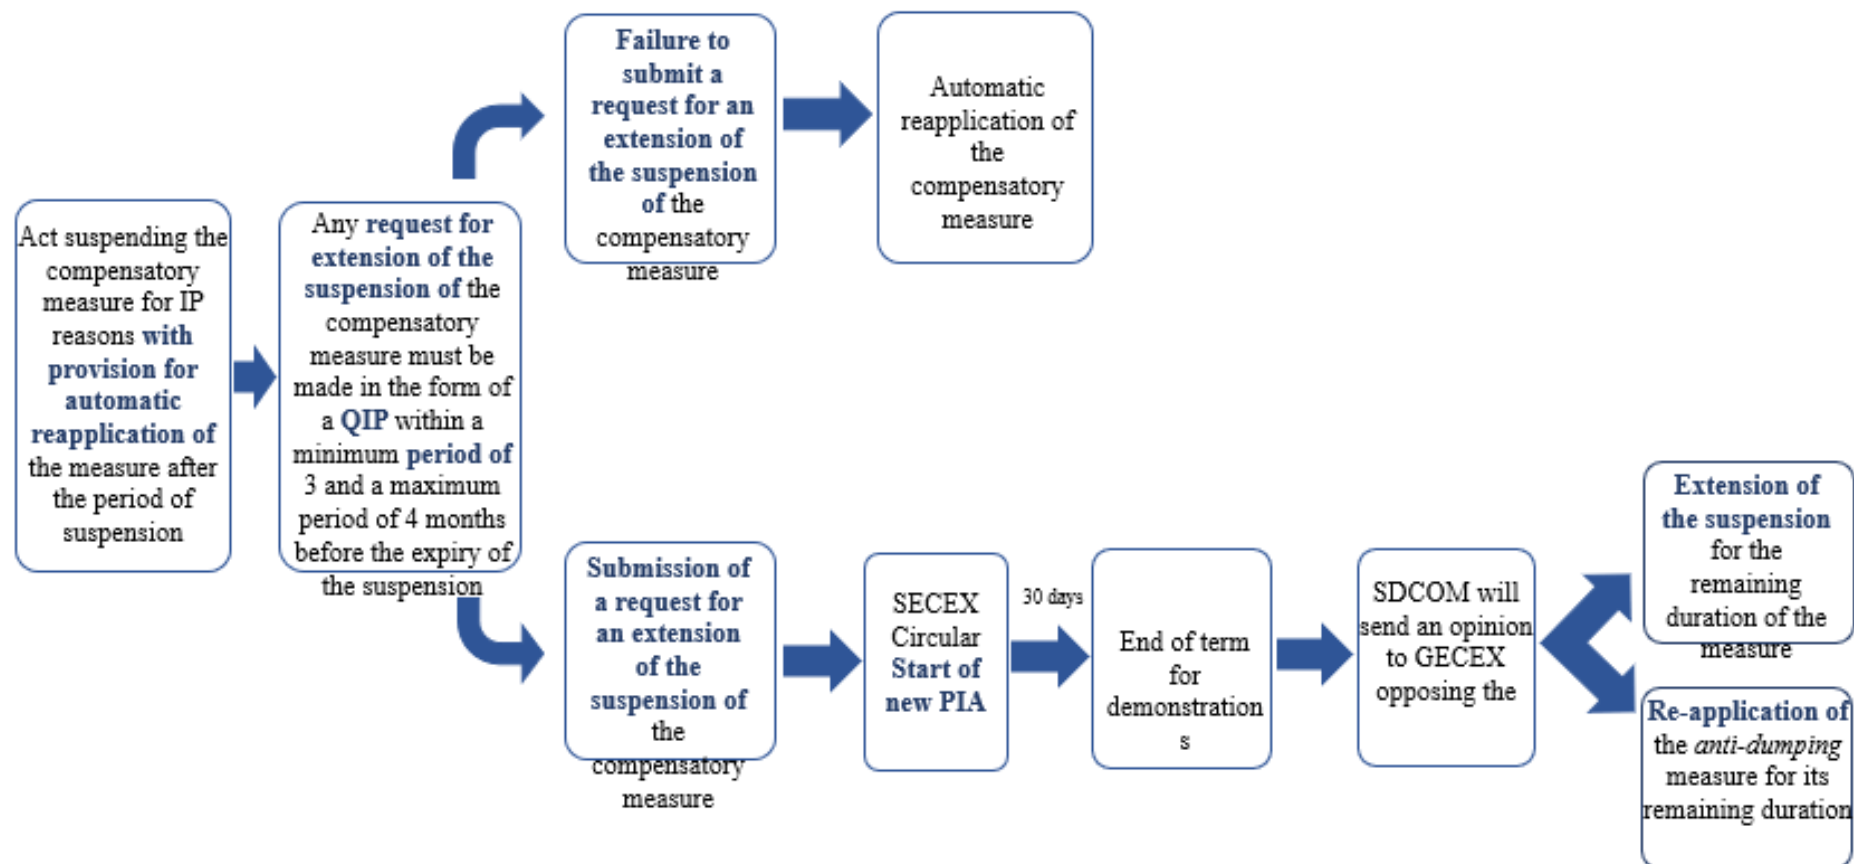 Act suspending the
compensatory
measure for IP
reasons with
provision for
automatic
reapplication of
the measure after
the period of
suspension
Any request for
extension of the
suspension of the
compensatory
measure must be
made in the form of
a QIP within a
minimum period of
3 and a maximum
period of 4 months
before the expiry of
the suspension
Failure to
submit a
request for an
extension of
the suspension
of the
compensatory
measure
Automatic
reapplication of
the
compensatory
measure
Submission of
a request for
an extension
of the
suspension of
the
compensatory
measure
SECEX
Circular
Start of
new PIA
30 days
End of term
for
demonstration
s
SDCOM will
send an opinion
to GECEX
opposing the
Extension of
the suspension
for the
remaining
duration of the
measure
Re-application of
the anti-dumping
measure for its
remaining duration